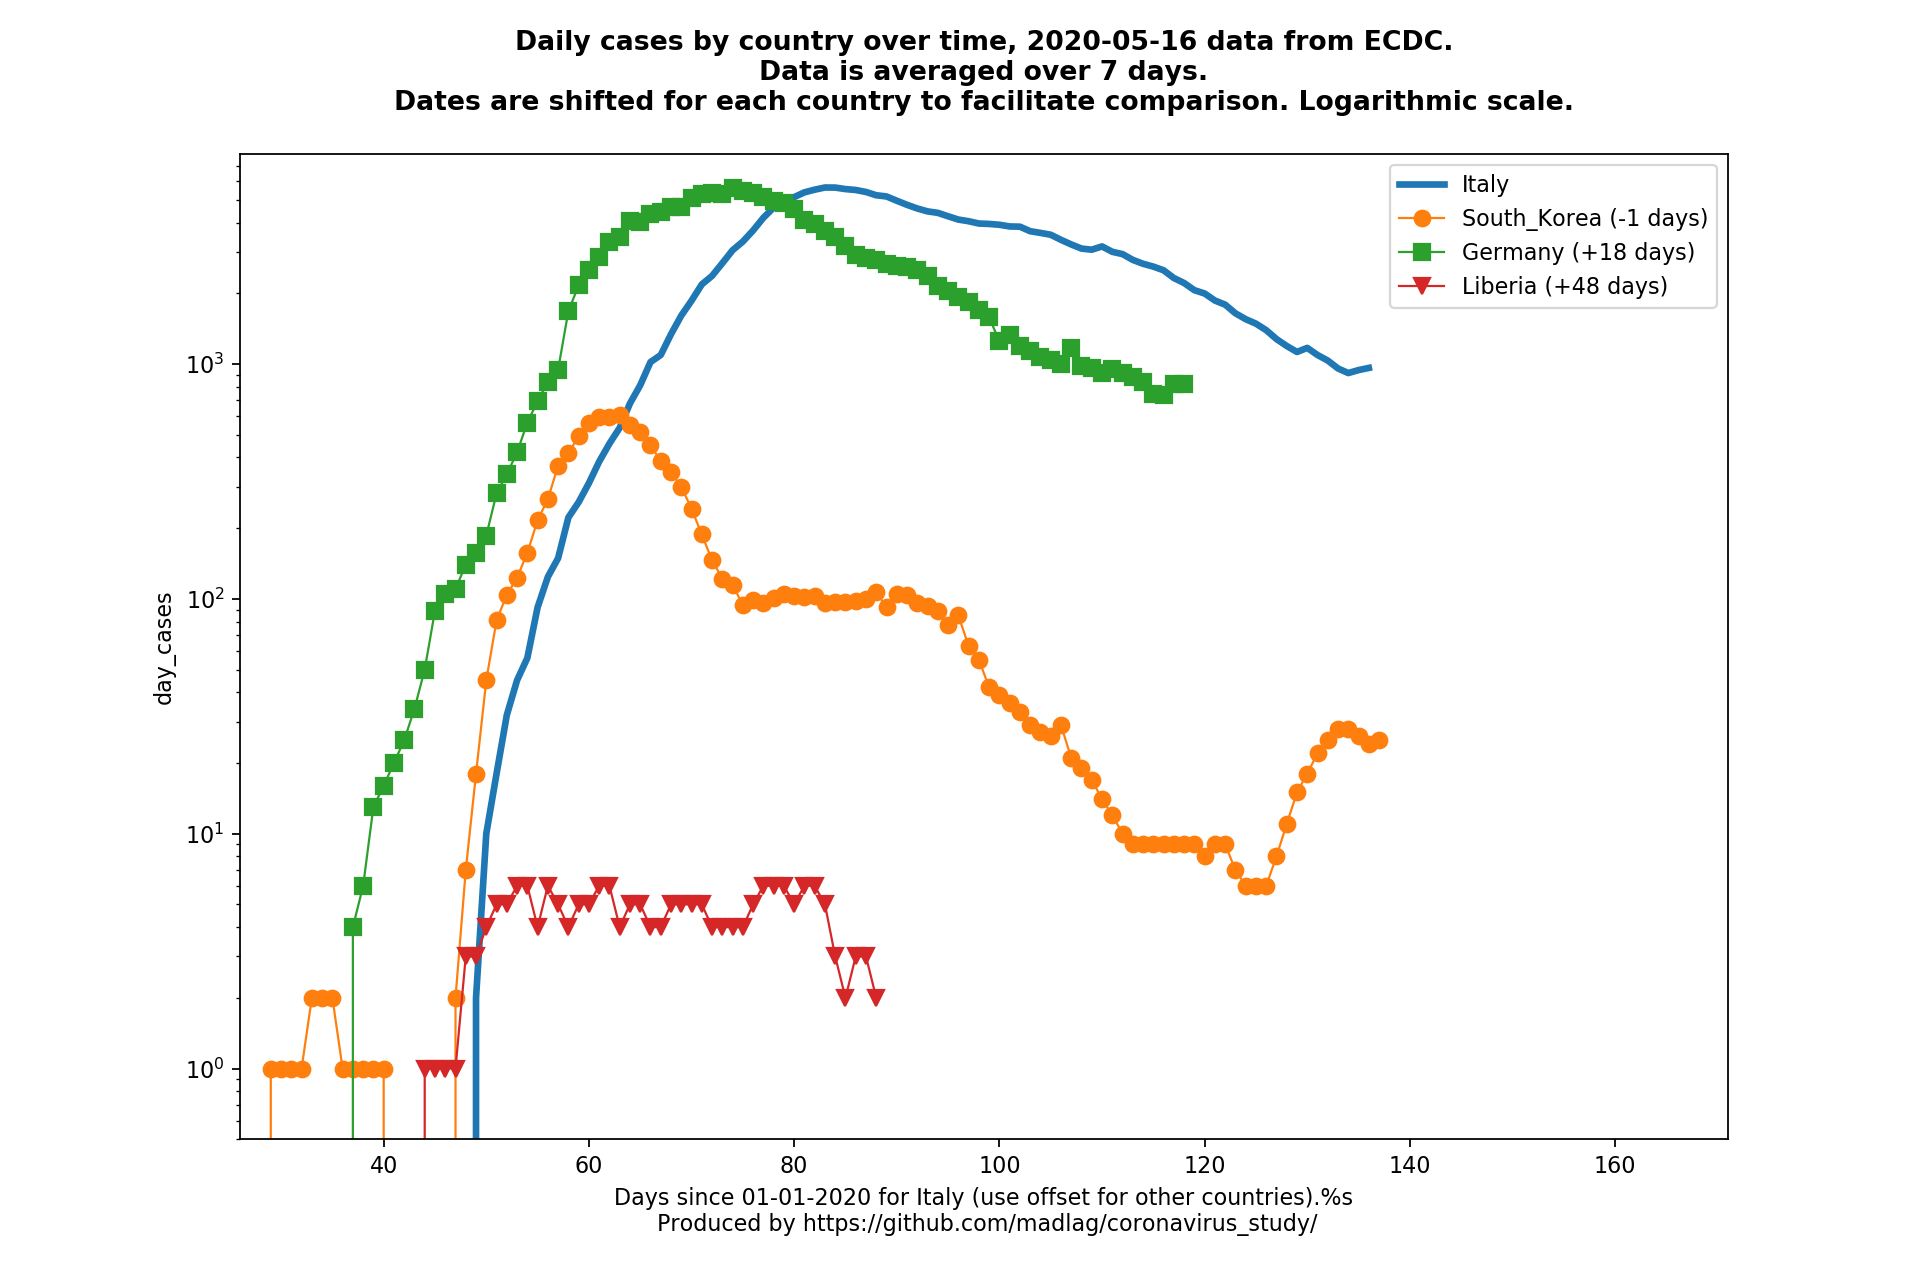 Daily cases by country over time, 2020-05-16 data from ECDC.
Data is averaged over 7 days.
Dates are shifted for each country to facilitate comparison. Logarithmic scale.
Italy
South_Korea (-1 days)
Germany (+18 days)
Liberia (+48 days)
day_cases
10³
10²
10¹
10⁰
40 60 80 100 120 140 160
Days since 01-01-2020 for Italy (use offset for other countries).%s
Produced by https://github.com/madlag/coronavirus_study/